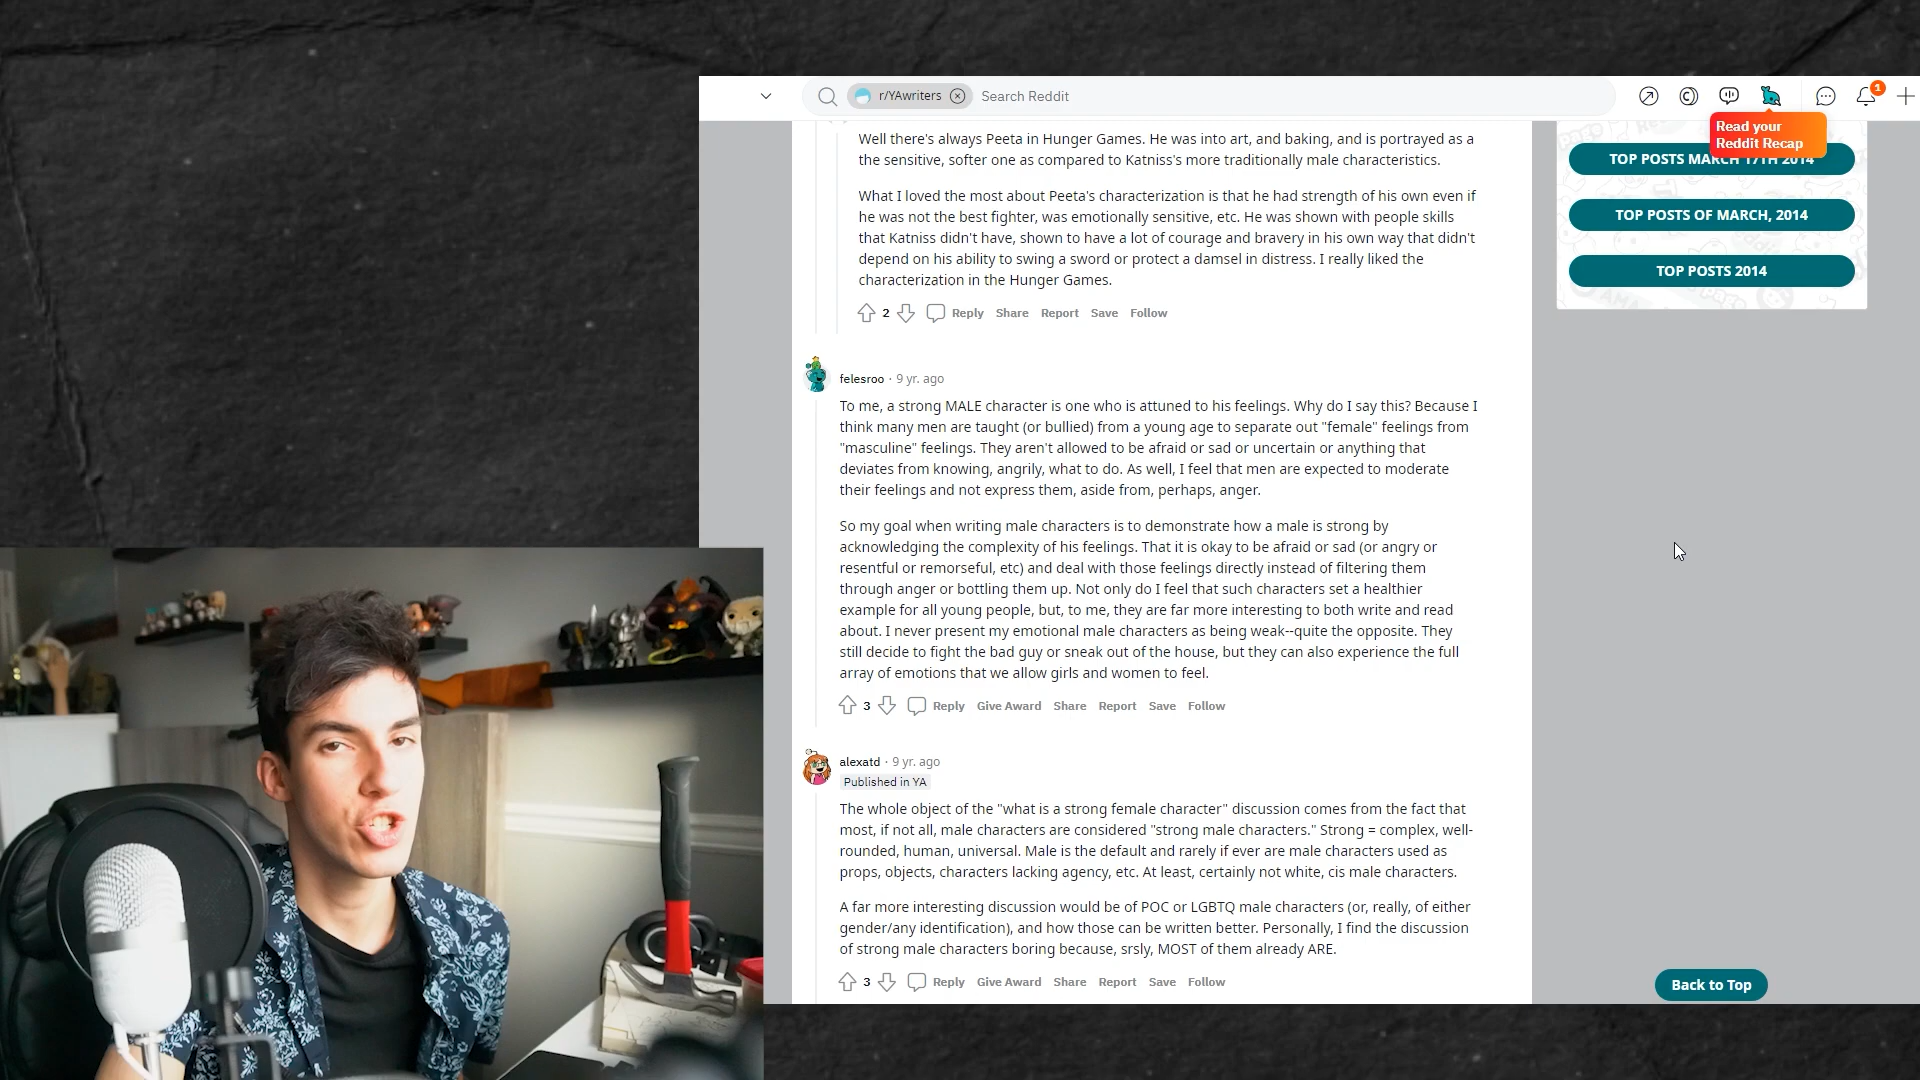 r/YAwriters
Search Reddit
1
Read your
Reddit Recap
Well there's always Peeta in Hunger Games. He was into art, and baking, and is portrayed as a
the sensitive, softer one as compared to Katniss's more traditionally male characteristics.
What I loved the most about Peeta's characterization is that he had strength of his own even if
he was not the best fighter, was emotionally sensitive, etc. He was shown with people skills
that Katniss didn't have, shown to have a lot of courage and bravery in his own way that didn't
depend on his ability to swing a sword or protect a damsel in distress. I really liked the
characterization in the Hunger Games.
2 Reply Share Report Save Follow
felesroo · 9 yr. ago
To me, a strong MALE character is one who is attuned to his feelings. Why do I say this? Because I
think many men are taught (or bullied) from a young age to separate out "female" feelings from
"masculine" feelings. They aren't allowed to be afraid or sad or uncertain or anything that
deviates from knowing, angrily, what to do. As well, I feel that men are expected to moderate
their feelings and not express them, aside from, perhaps, anger.
So my goal when writing male characters is to demonstrate how a male is strong by
acknowledging the complexity of his feelings. That it is okay to be afraid or sad (or angry or
resentful or remorseful, etc) and deal with those feelings directly instead of filtering them
through anger or bottling them up. Not only do I feel that such characters set a healthier
example for all young people, but, to me, they are far more interesting to both write and read
about. I never present my emotional male characters as being weak--quite the opposite. They
still decide to fight the bad guy or sneak out of the house, but they can also experience the full
array of emotions that we allow girls and women to feel.
3 Reply Give Award Share Report Save Follow
alexatd · 9 yr. ago
Published in YA
The whole object of the "what is a strong female character" discussion comes from the fact that
most, if not all, male characters are considered "strong male characters." Strong = complex, well-
rounded, human, universal. Male is the default and rarely if ever are male characters used as
props, objects, characters lacking agency, etc. At least, certainly not white, cis male characters.
A far more interesting discussion would be of POC or LGBTQ male characters (or, really, of either
gender/any identification), and how those can be written better. Personally, I find the discussion
of strong male characters boring because, srsly, MOST of them already ARE.
3 Reply Give Award Share Report Save Follow
TOP POSTS MARCH 17TH 2014
TOP POSTS OF MARCH, 2014
TOP POSTS 2014
Back to Top